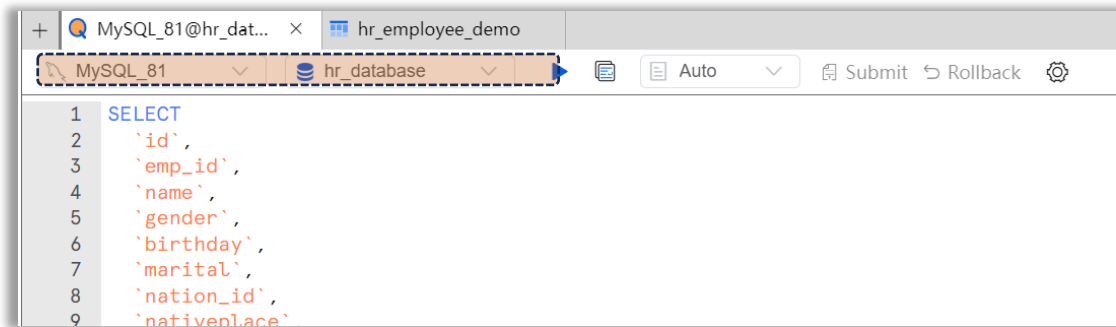 + MySQL_81@hr_dat... × hr_employee_demo
MySQL_81 hr_database Auto Submit Rollback
1 SELECT
2 `id`,
3 `emp_id`,
4 `name`,
5 `gender`,
6 `birthday`,
7 `marital`,
8 `nation_id`,
9 `nativeplace`,